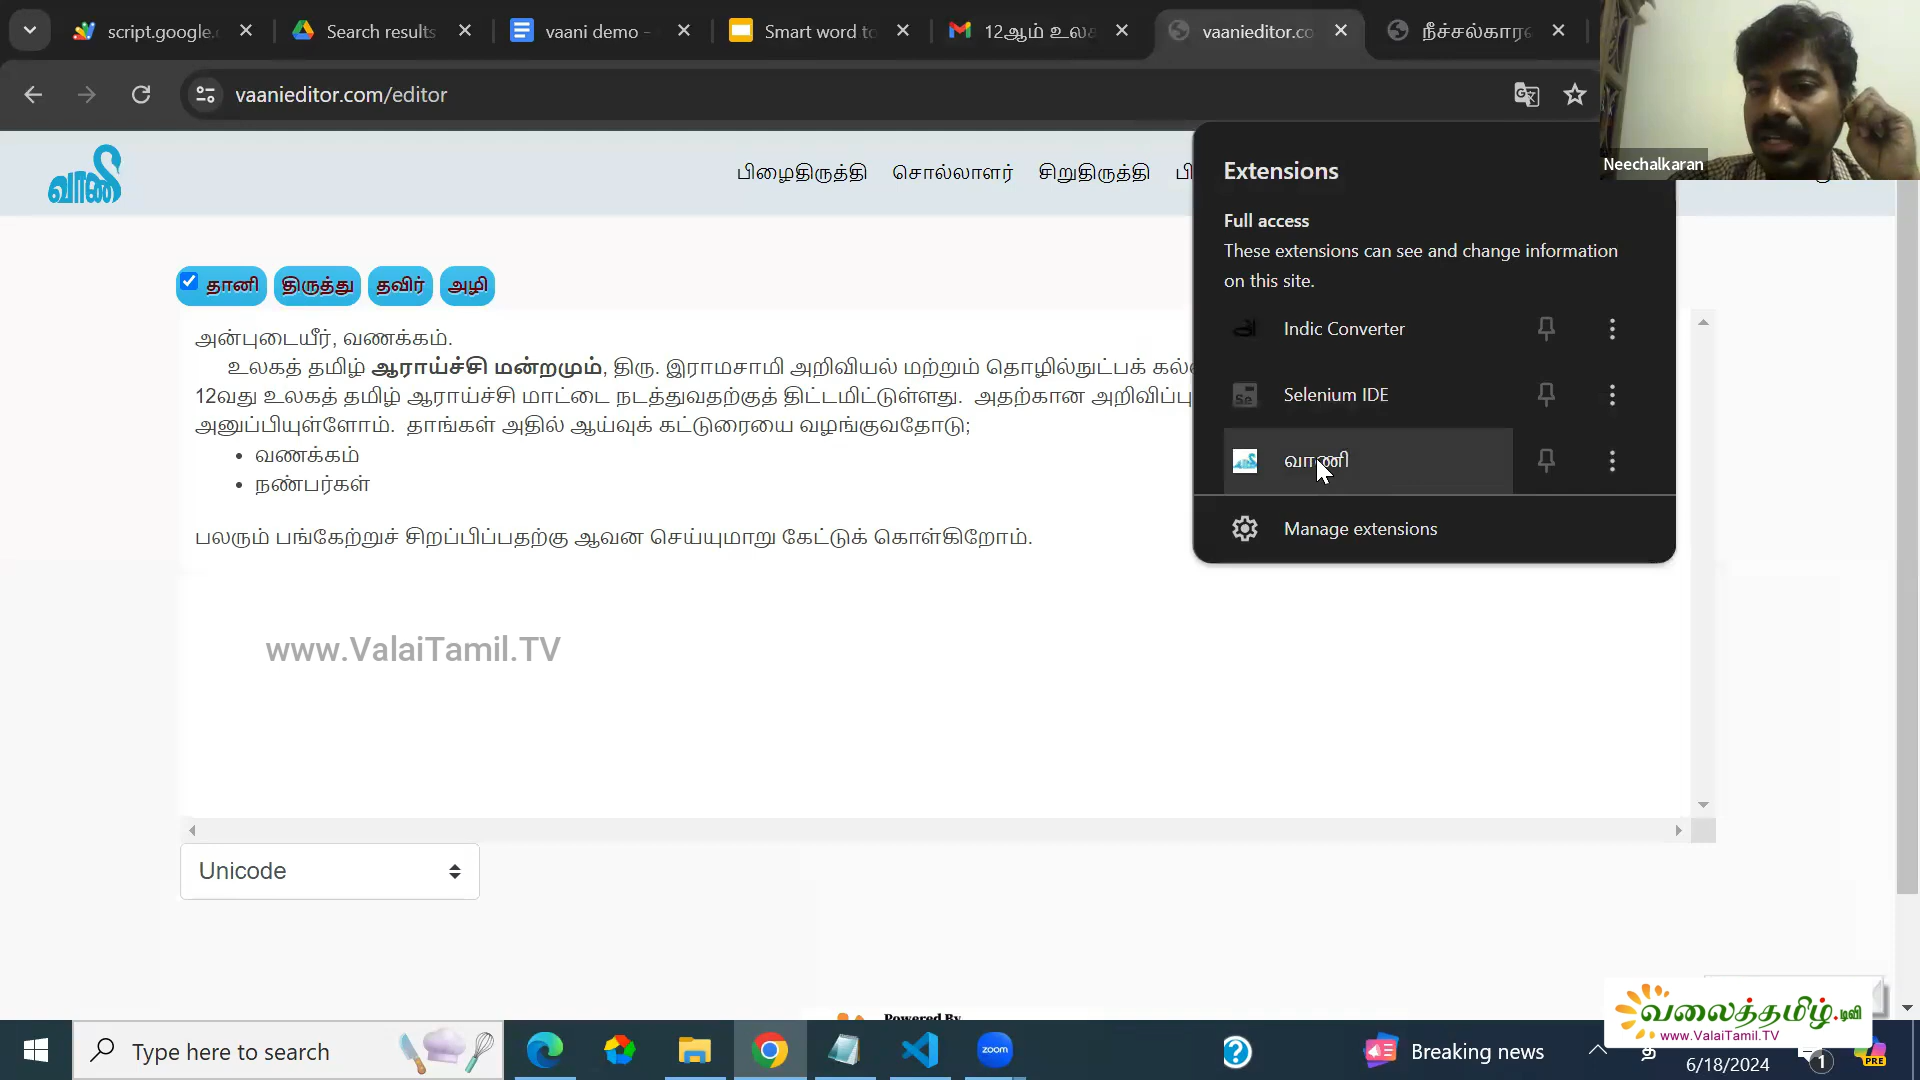 script.google.
Search results
vaani demo -
Smart word to
12ஆம் உலக
vaanieditor.co
நீச்சல்கார
vaanieditor.com/editor
Neechalkaran
வாணி
பிழைதிருத்தி
சொல்லாளர்
சிறுதிருத்தி
பி
Extensions
Full access
These extensions can see and change information
on this site.
Indic Converter
Selenium IDE
வாணி
Manage extensions
தானி
திருத்து
தவிர்
அழி
அன்புடையீர், வணக்கம்.
உலகத் தமிழ் ஆராய்ச்சி மன்றமும், திரு. இராமசாமி அறிவியல் மற்றும் தொழில்நுட்பக் கல்
12வது உலகத் தமிழ் ஆராய்ச்சி மாட்டை நடத்துவதற்குத் திட்டமிட்டுள்ளது. அதற்கான அறிவிப்பு
அனுப்பியுள்ளோம். தாங்கள் அதில் ஆய்வுக் கட்டுரையை வழங்குவதோடு;
• வணக்கம்
• நண்பர்கள்
பலரும் பங்கேற்றுச் சிறப்பிப்பதற்கு ஆவன செய்யுமாறு கேட்டுக் கொள்கிறோம்.
www.ValaiTamil.TV
Unicode
Powered By
வலைத்தமிழ்.டிவி
www.ValaiTamil.TV
Type here to search
zoom
Breaking news
த
6/18/2024
1
PRE